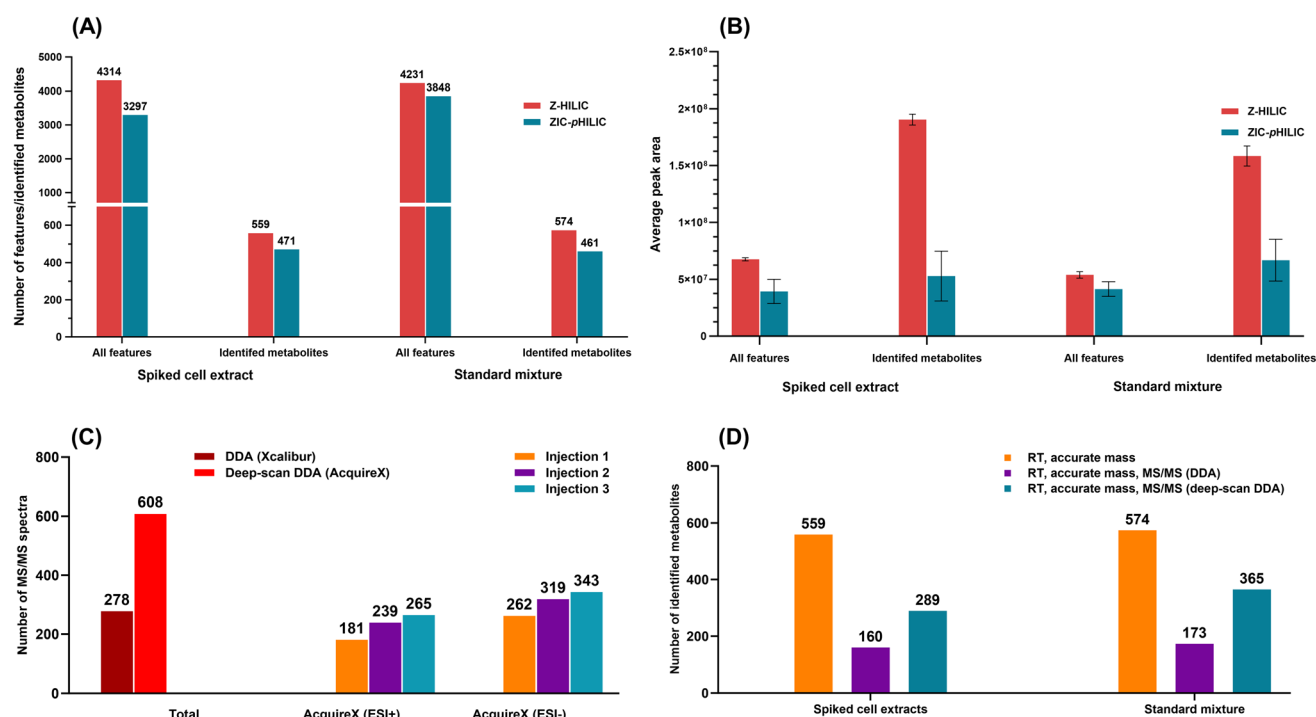 (A)
Number of features/identified metabolites
5000
4000
3000
2000
1000
600
400
200
0
4314
3297
559
471
4231
3848
574
461
Z-HILIC
ZIC-pHILIC
All features
Identifed metabolites
All features
Identifed metabolites
Spiked cell extract
Standard mixture
(B)
Average peak area
2.5×10⁸
2×10⁸
1.5×10⁸
1×10⁸
5×10⁷
0
Z-HILIC
ZIC-pHILIC
All features
Identifed metabolites
All features
Identifed metabolites
Spiked cell extract
Standard mixture
(C)
Number of MS/MS spectra
800
600
400
200
0
DDA (Xcalibur)
Deep-scan DDA (AcquireX)
Injection 1
Injection 2
Injection 3
278
608
181
239
265
262
319
343
Total
AcquireX (ESI+)
AcquireX (ESI-)
(D)
Number of identified metabolites
800
600
400
200
0
RT, accurate mass
RT, accurate mass, MS/MS (DDA)
RT, accurate mass, MS/MS (deep-scan DDA)
559
160
289
574
173
365
Spiked cell extracts
Standard mixture